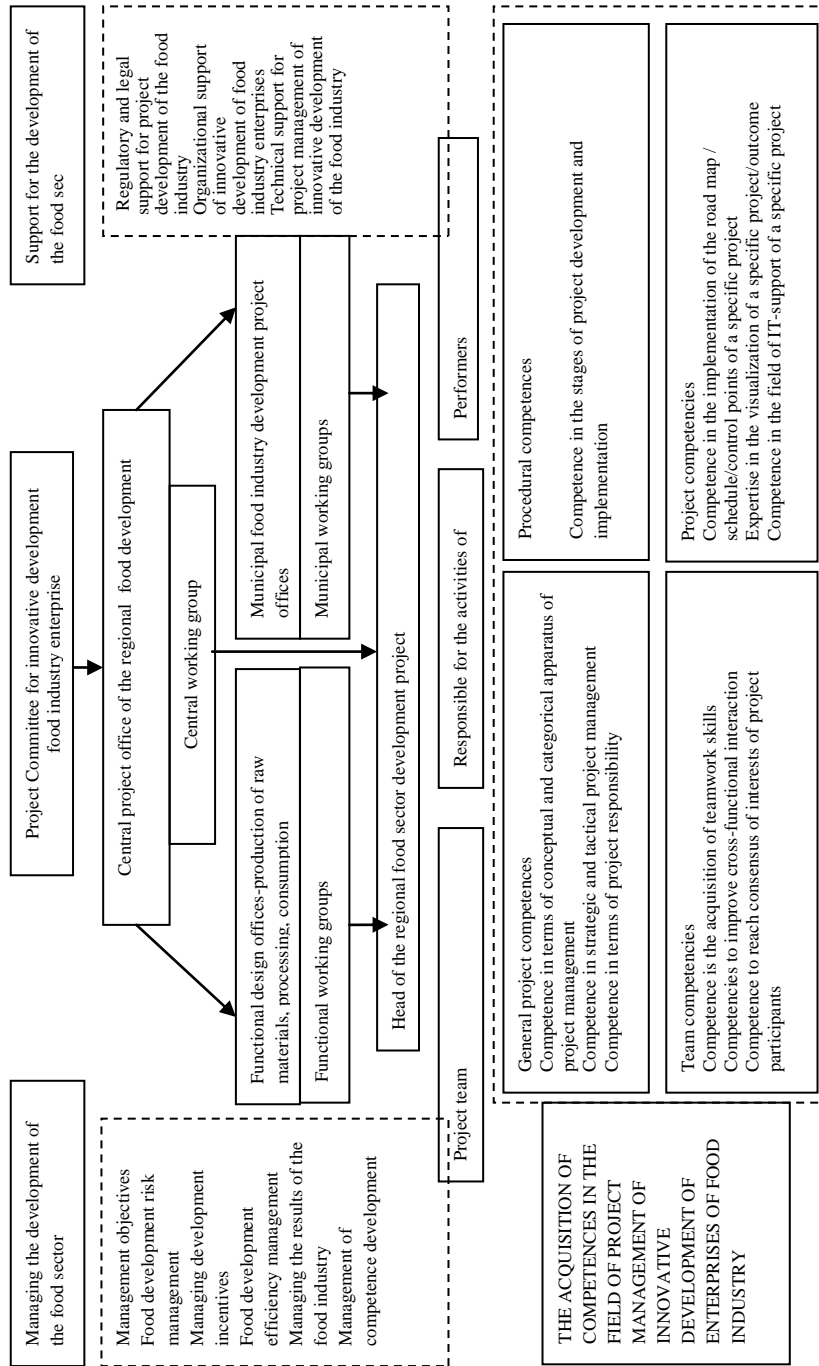 Managing the development of
the food sector
Project Committee for innovative development
food industry enterprise
Support for the development of
the food sec
Management objectives
Food development risk
management
Managing development
incentives
Food development
efficiency management
Managing the results of the
food industry
Management of
competence development
Central project office of the regional food development
Central working group
Functional design offices-production of raw
materials, processing, consumption
Functional working groups
Municipal food industry development project
offices
Municipal working groups
Head of the regional food sector development project
Regulatory and legal
support for project
development of the food
industry
Organizational support
of innovative
development of food
industry enterprises
Technical support for
project management of
innovative development
of the food industry
Project team
Responsible for the activities of
Performers
THE ACQUISITION OF
COMPETENCES IN THE
FIELD OF PROJECT
MANAGEMENT OF
INNOVATIVE
DEVELOPMENT OF
ENTERPRISES OF FOOD
INDUSTRY
General project competences
Competence in terms of conceptual and categorical apparatus of
project management
Competence in strategic and tactical project management
Competence in terms of project responsibility
Procedural competences
Competence in the stages of project development and
implementation
Team competencies
Competence is the acquisition of teamwork skills
Competencies to improve cross-functional interaction
Competence to reach consensus of interests of project
participants
Project competencies
Competence in the implementation of the road map /
schedule/control points of a specific project
Expertise in the visualization of a specific project/outcome
Competence in the field of IT-support of a specific project